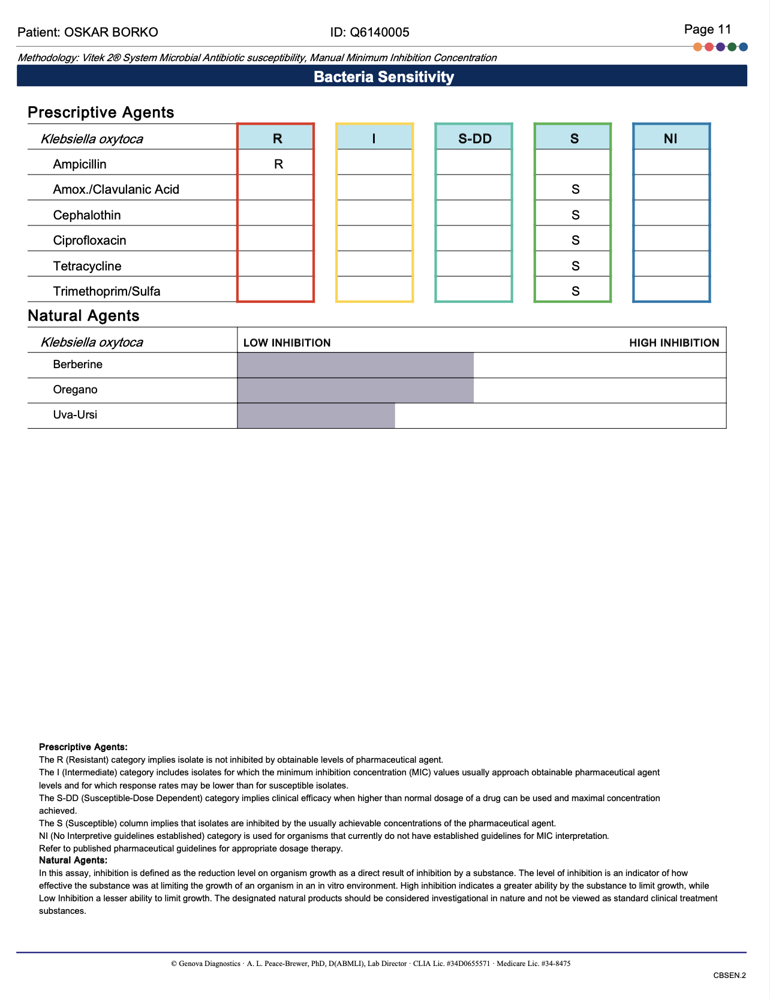 Patient: OSKAR BORKO ID: Q6140005 Page 11
Methodology: Vitek 2® System Microbial Antibiotic susceptibility, Manual Minimum Inhibition Concentration
Bacteria Sensitivity
Prescriptive Agents
Klebsiella oxytoca R I S-DD S NI
Ampicillin R
Amox./Clavulanic Acid S
Cephalothin S
Ciprofloxacin S
Tetracycline S
Trimethoprim/Sulfa S
Natural Agents
Klebsiella oxytoca LOW INHIBITION HIGH INHIBITION
Berberine
Oregano
Uva-Ursi
Prescriptive Agents:
The R (Resistant) category implies isolate is not inhibited by obtainable levels of pharmaceutical agent.
The I (Intermediate) category includes isolates for which the minimum inhibition concentration (MIC) values usually approach obtainable pharmaceutical agent
levels and for which response rates may be lower than for susceptible isolates.
The S-DD (Susceptible-Dose Dependent) category implies clinical efficacy when higher than normal dosage of a drug can be used and maximal concentration
achieved.
The S (Susceptible) column implies that isolates are inhibited by the usually achievable concentrations of the pharmaceutical agent.
NI (No Interpretive guidelines established) category is used for organisms that currently do not have established guidelines for MIC interpretation.
Refer to published pharmaceutical guidelines for appropriate dosage therapy.
Natural Agents:
In this assay, inhibition is defined as the reduction level on organism growth as a direct result of inhibition by a substance. The level of inhibition is an indicator of how
effective the substance was at limiting the growth of an organism in an in vitro environment. High inhibition indicates a greater ability by the substance to limit growth, while
Low Inhibition a lesser ability to limit growth. The designated natural products should be considered investigational in nature and not be viewed as standard clinical treatment
substances.
© Genova Diagnostics · A. L. Peace-Brewer, PhD, D(ABMLI), Lab Director · CLIA Lic. #34D0655571 · Medicare Lic. #34-8475
CBSEN.2